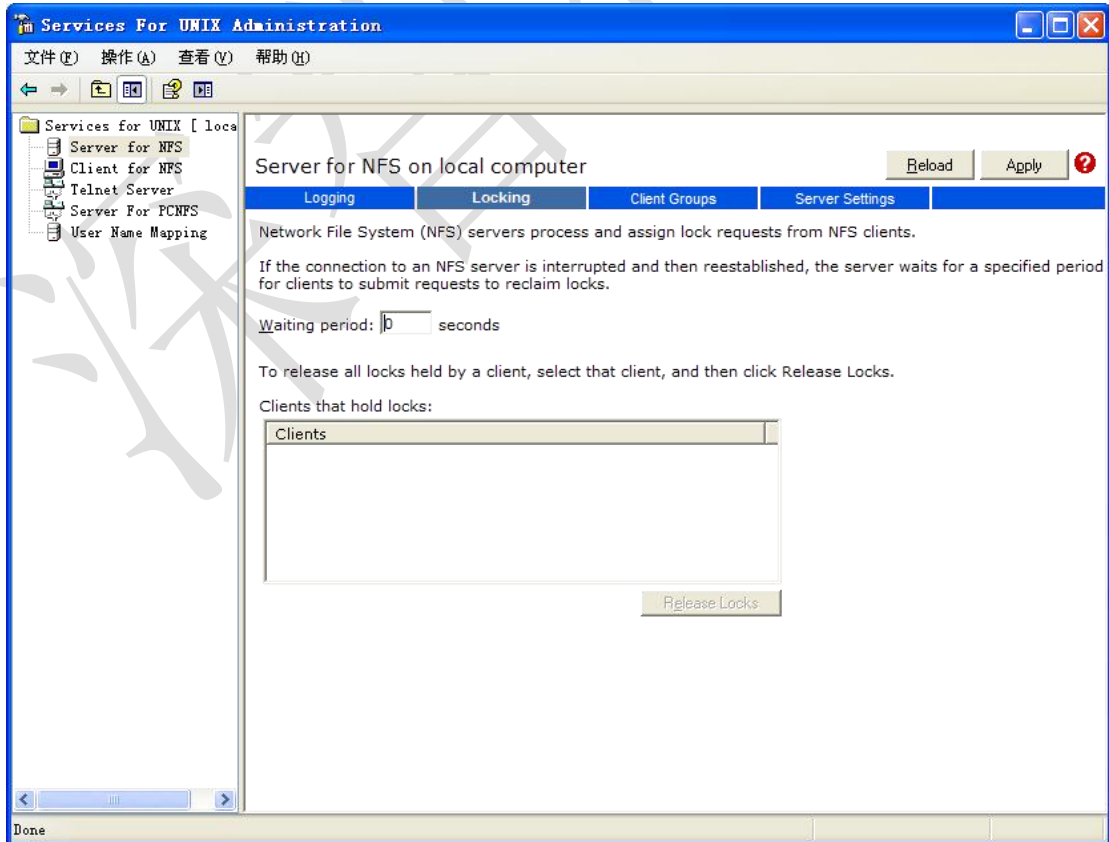 Services For UNIX Administration
文件(F) 操作(A) 查看(V) 帮助(H)
Services for UNIX [ loca
Server for NFS
Client for NFS
Telnet Server
Server For PCNFS
User Name Mapping
Server for NFS on local computer
Reload Apply
Logging Locking Client Groups Server Settings
Network File System (NFS) servers process and assign lock requests from NFS clients.
If the connection to an NFS server is interrupted and then reestablished, the server waits for a specified period
for clients to submit requests to reclaim locks.
Waiting period: 0 seconds
To release all locks held by a client, select that client, and then click Release Locks.
Clients that hold locks:
Clients
Release Locks
Done